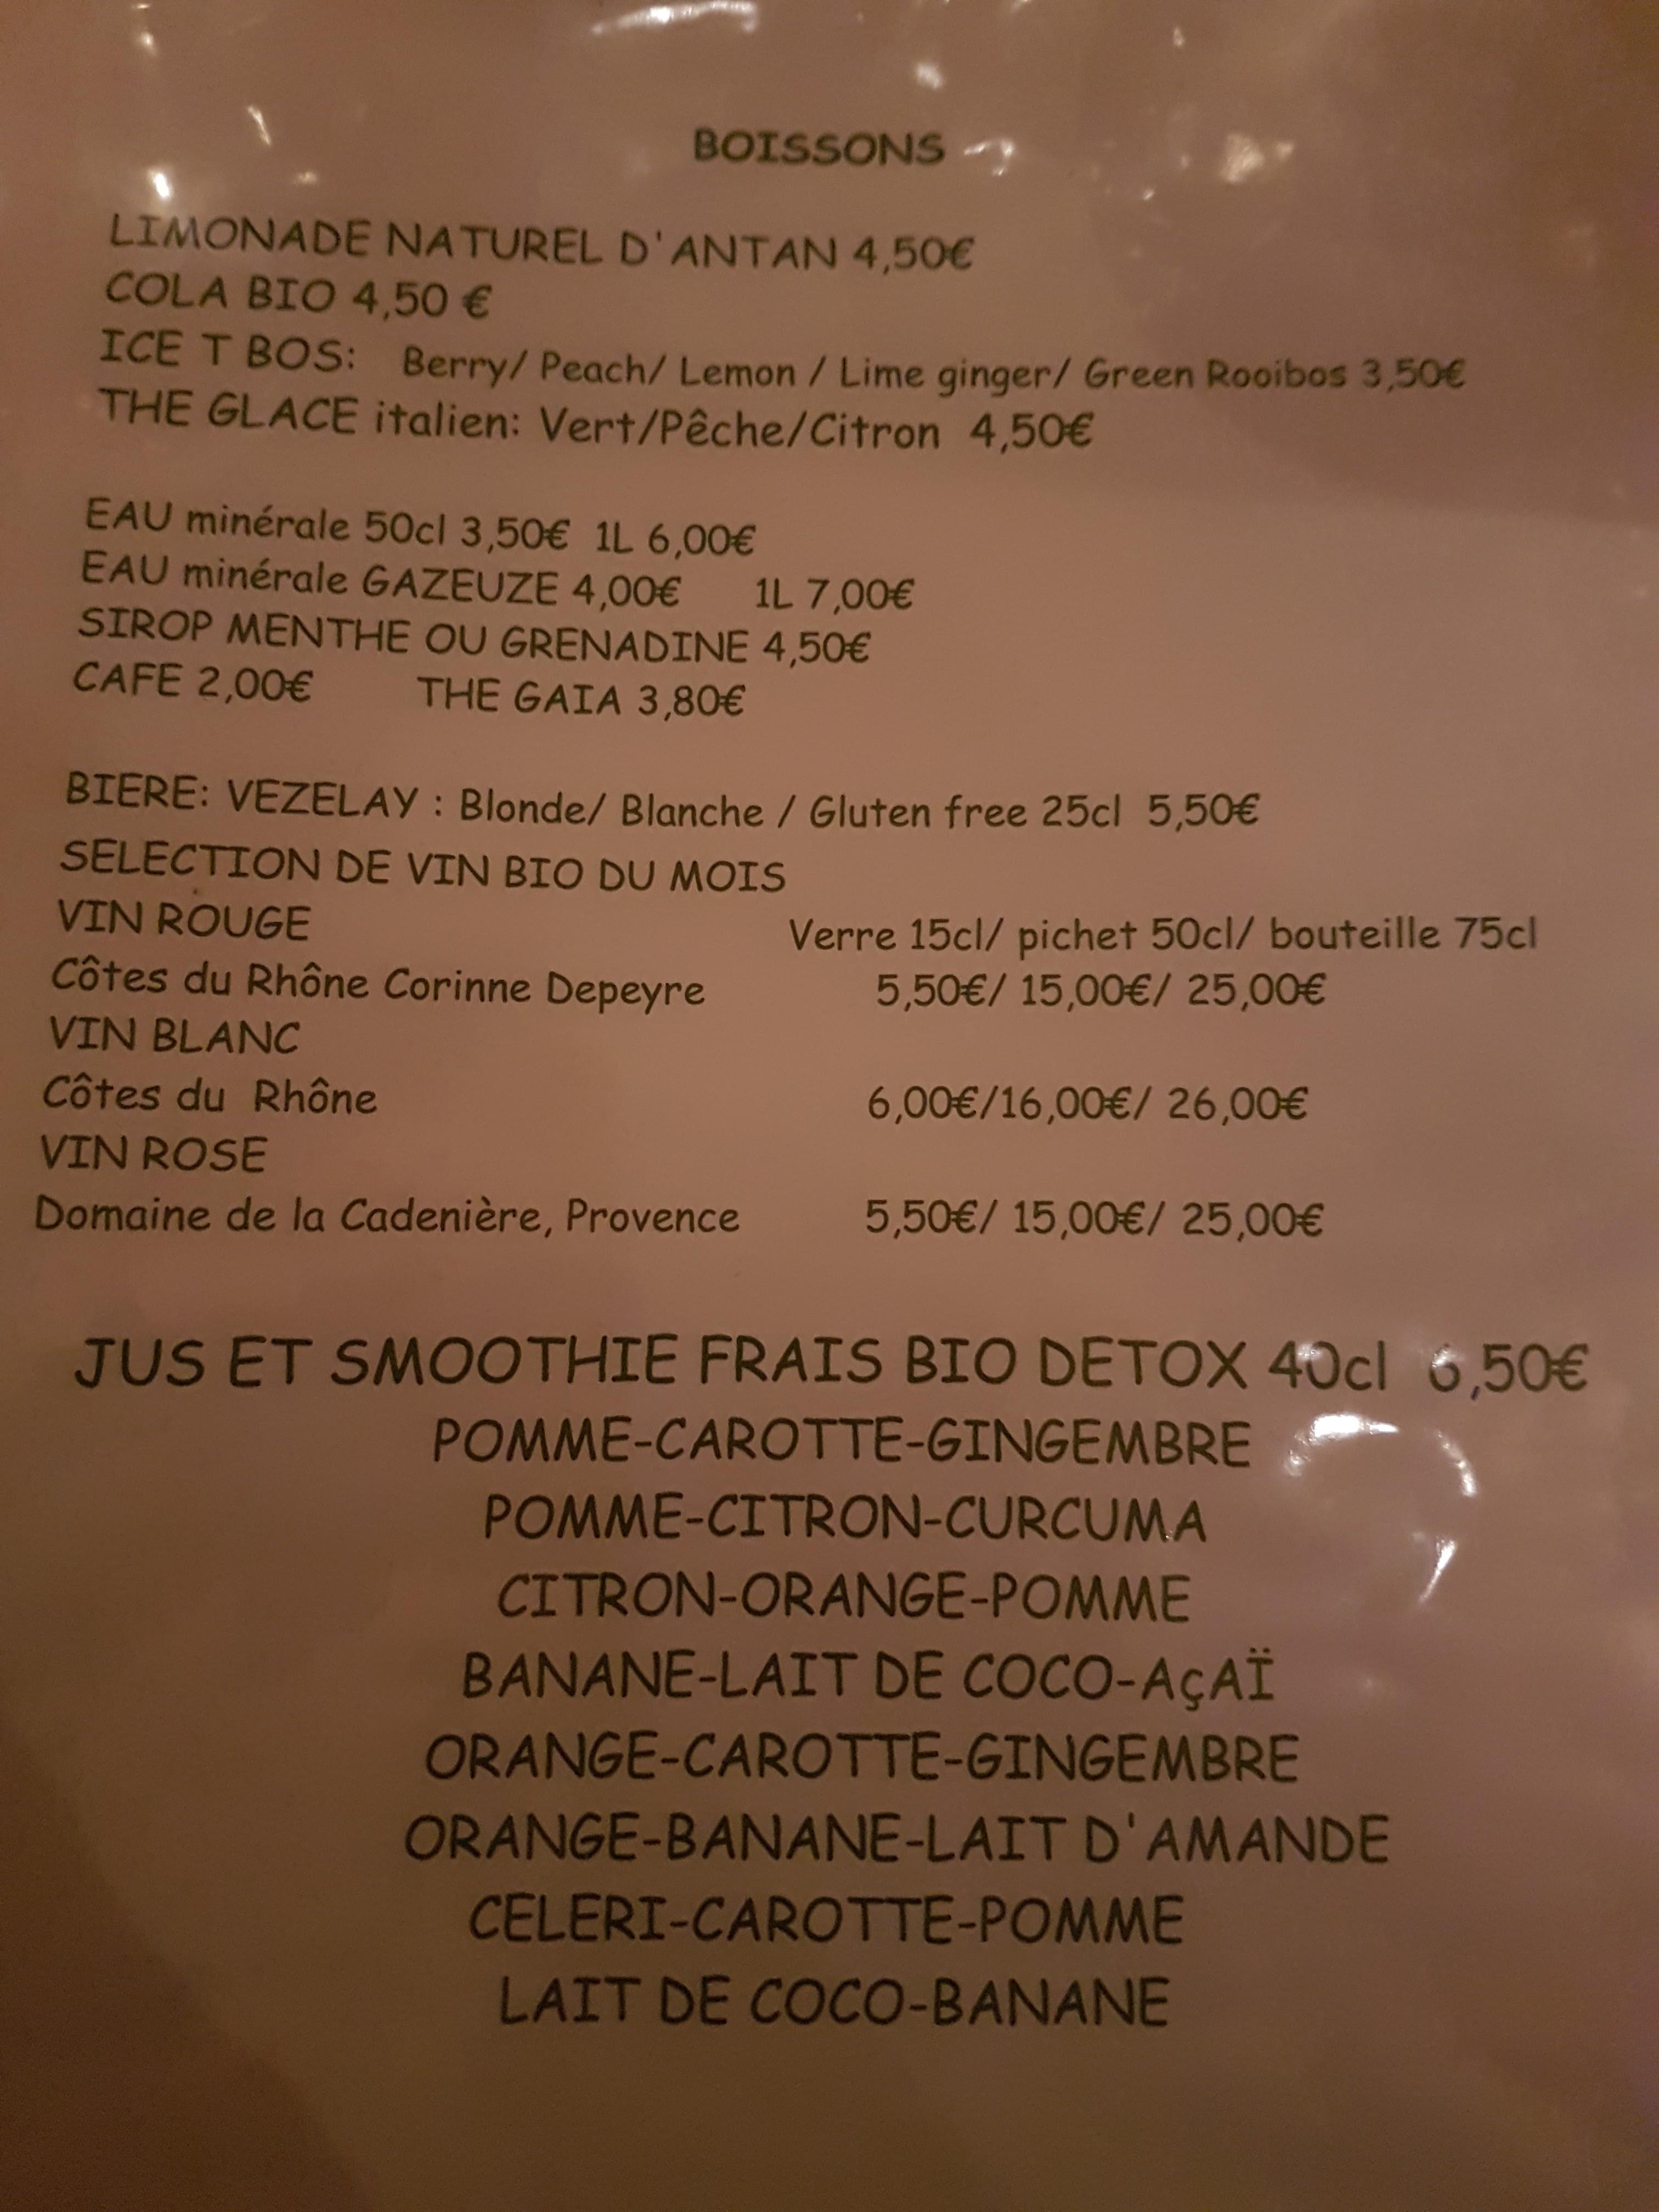 BOISSONS
LIMONADE NATUREL D'ANTAN 4,50€
COLA BIO 4,50 €
ICE T BOS: Berry/ Peach/ Lemon / Lime ginger/ Green Rooibos 3,50€
THE GLACE italien: Vert/Pêche/Citron 4,50€
EAU minérale 50cl 3,50€ 1L 6,00€
EAU minérale GAZEUZE 4,00€ 1L 7,00€
SIROP MENTHE OU GRENADINE 4,50€
CAFE 2,00€ THE GAIA 3,80€
BIERE: VEZELAY : Blonde/ Blanche / Gluten free 25cl 5,50€
SELECTION DE VIN BIO DU MOIS
VIN ROUGE Verre 15cl/ pichet 50cl/ bouteille 75cl
Côtes du Rhône Corinne Depeyre 5,50€/ 15,00€/ 25,00€
VIN BLANC
Côtes du Rhône 6,00€/16,00€/ 26,00€
VIN ROSE
Domaine de la Cadenière, Provence 5,50€/ 15,00€/ 25,00€
JUS ET SMOOTHIE FRAIS BIO DETOX 40cl 6,50€
POMME-CAROTTE-GINGEMBRE
POMME-CITRON-CURCUMA
CITRON-ORANGE-POMME
BANANE-LAIT DE COCO-AçAÏ
ORANGE-CAROTTE-GINGEMBRE
ORANGE-BANANE-LAIT D'AMANDE
CELERI-CAROTTE-POMME
LAIT DE COCO-BANANE